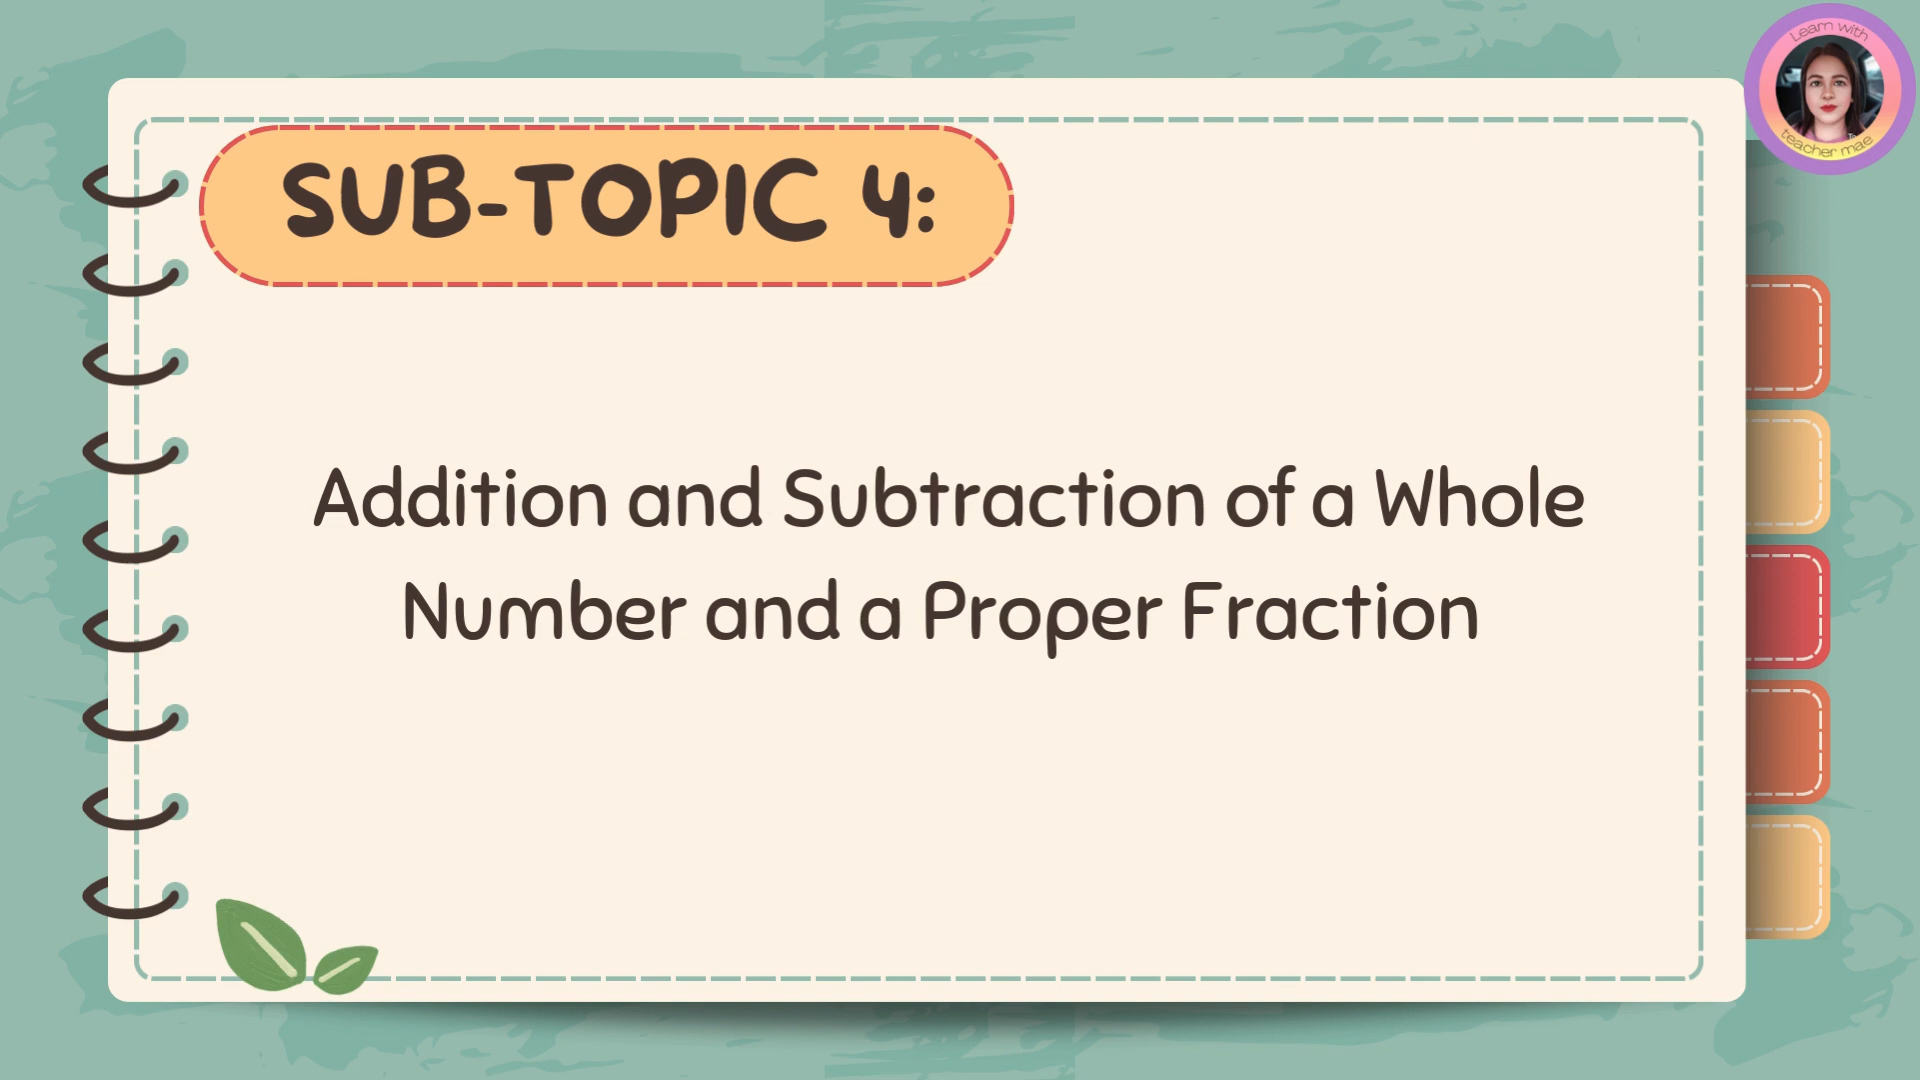 Learn with
teacher mae
SUB-TOPIC 4:
Addition and Subtraction of a Whole
Number and a Proper Fraction